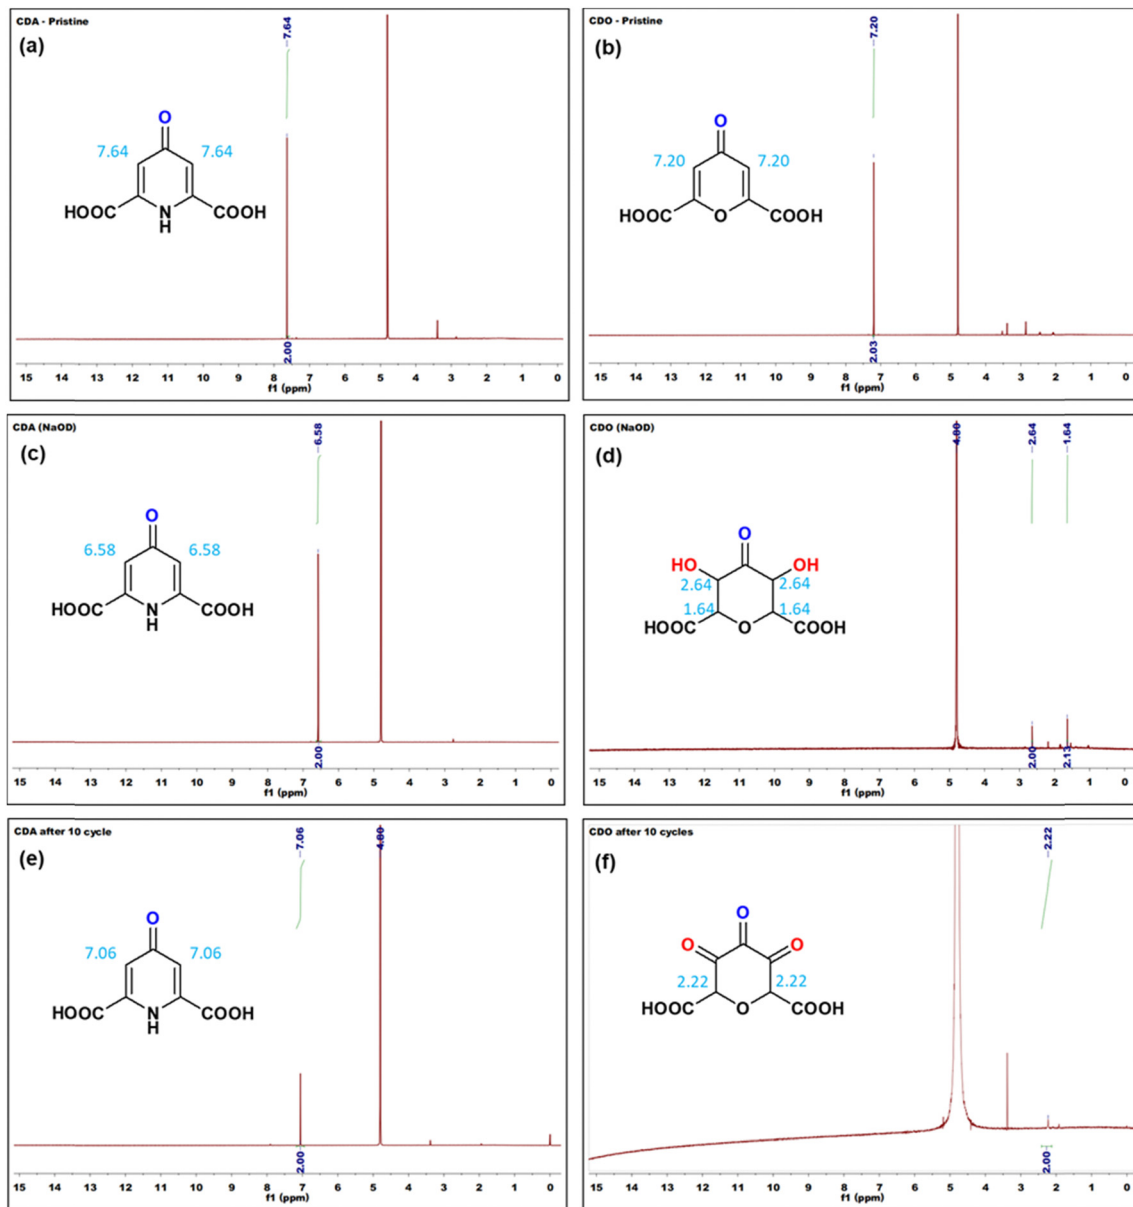 CDA - Pristine
(a)
7.64
O
7.64
7.64
HOOC
N
H
COOH
2.00
15 14 13 12 11 10 9 8 7 6 5 4 3 2 1 0
f1 (ppm)
CDO - Pristine
(b)
7.20
O
7.20
7.20
HOOC
O
COOH
2.03
15 14 13 12 11 10 9 8 7 6 5 4 3 2 1 0
f1 (ppm)
CDA (NaOD)
(c)
6.58
O
6.58
6.58
HOOC
N
H
COOH
2.00
15 14 13 12 11 10 9 8 7 6 5 4 3 2 1 0
f1 (ppm)
CDO (NaOD)
(d)
4.80
2.64
1.64
O
HO
OH
2.64
2.64
1.64
1.64
HOOC
O
COOH
2.00
2.13
15 14 13 12 11 10 9 8 7 6 5 4 3 2 1 0
f1 (ppm)
CDA after 10 cycle
(e)
7.06
4.80
O
7.06
7.06
HOOC
N
H
COOH
2.00
15 14 13 12 11 10 9 8 7 6 5 4 3 2 1 0
f1 (ppm)
CDO after 10 cycles
(f)
2.22
O
O
O
2.22
2.22
HOOC
O
COOH
2.00
15 14 13 12 11 10 9 8 7 6 5 4 3 2 1 0
f1 (ppm)